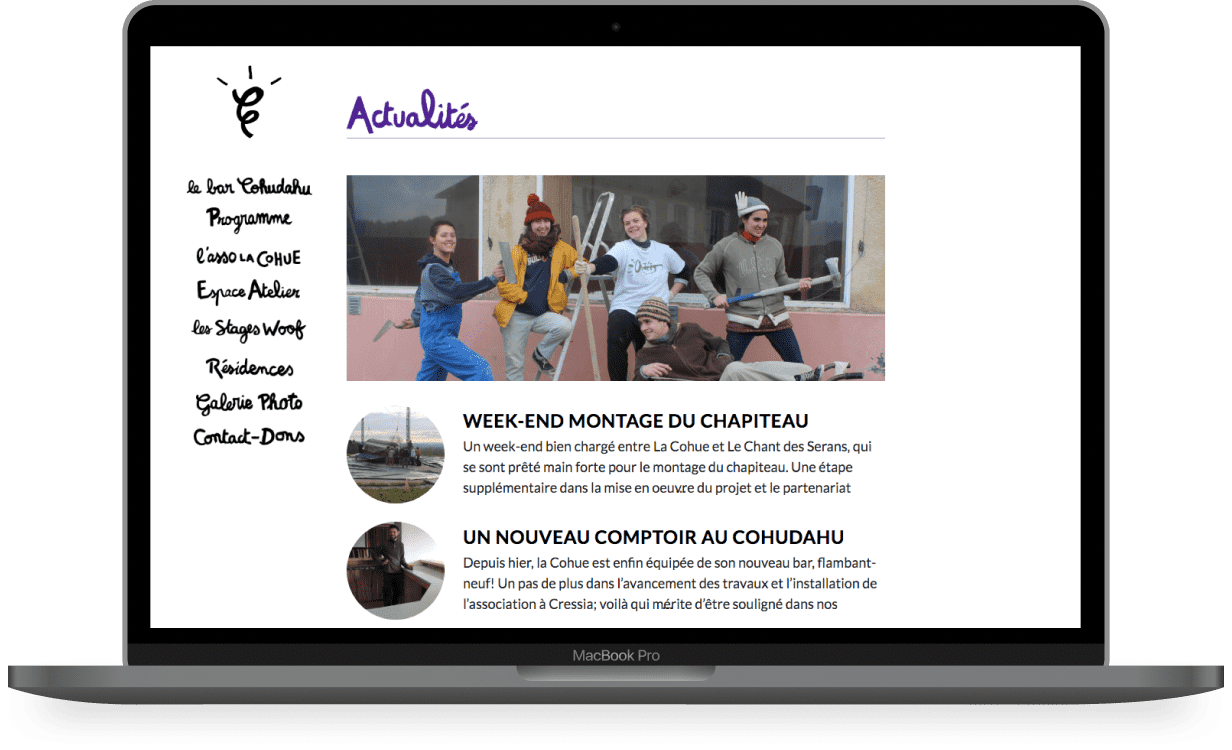 Actualités
le bar Cohudahu
Programme
l'asso LA COHUE
Espace Atelier
les Stages Woof
Résidences
Galerie Photo
Contact-Dons
WEEK-END MONTAGE DU CHAPITEAU
Un week-end bien chargé entre La Cohue et Le Chant des Serans, qui
se sont prêté main forte pour le montage du chapiteau. Une étape
supplémentaire dans la mise en oeuvre du projet et le partenariat
UN NOUVEAU COMPTOIR AU COHUDAHU
Depuis hier, la Cohue est enfin équipée de son nouveau bar, flambant-
neuf! Un pas de plus dans l'avancement des travaux et l'installation de
l'association à Cressia; voilà qui mérite d'être souligné dans nos
MacBook Pro